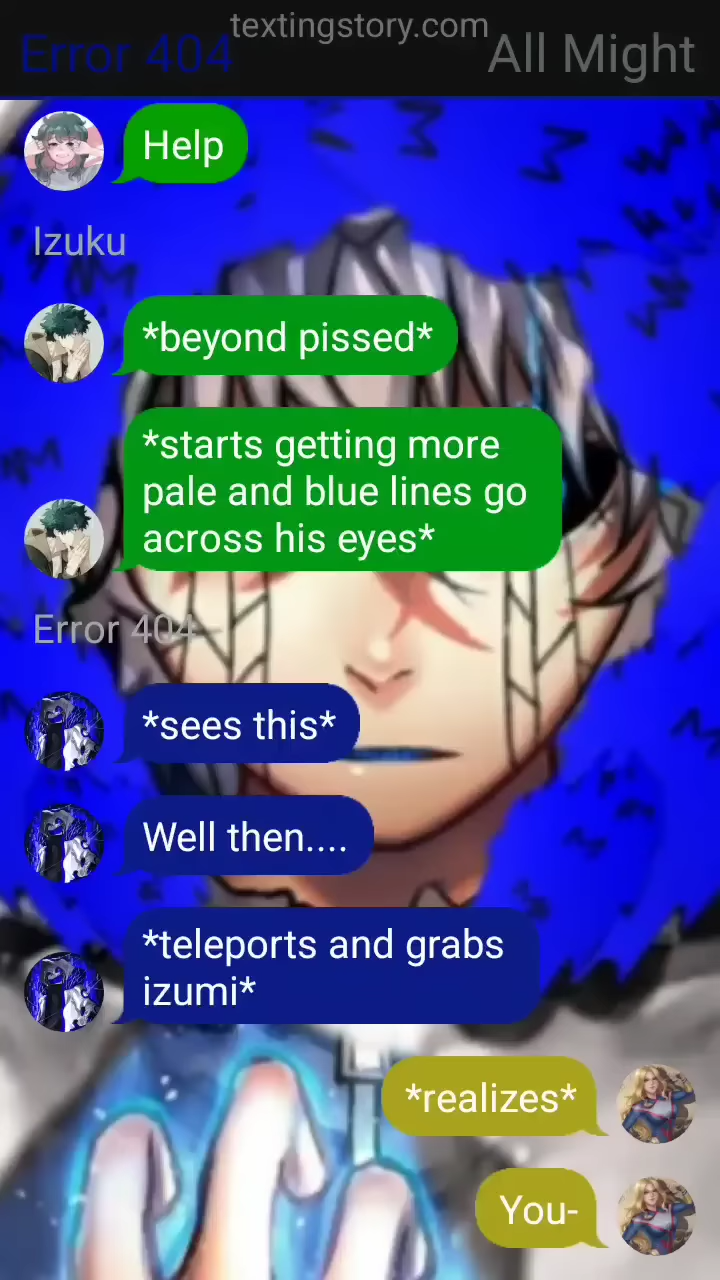 textingstory.com
Error 404
All Might
Help
Izuku
*beyond pissed*
*starts getting more
pale and blue lines go
across his eyes*
Error 404
*sees this*
Well then....
*teleports and grabs
izumi*
*realizes*
You-